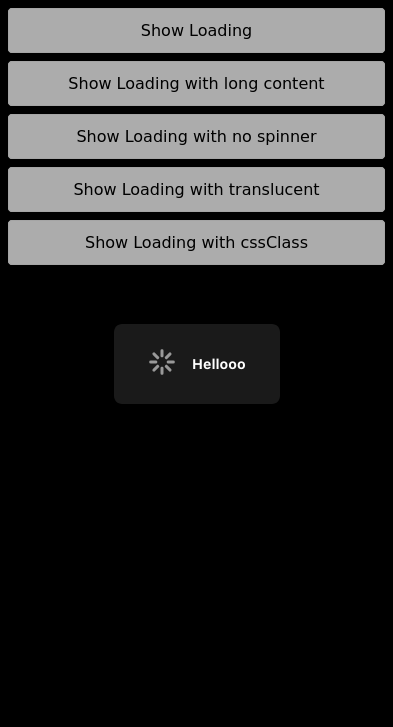 Show Loading
Show Loading with long content
Show Loading with no spinner
Show Loading with translucent
Show Loading with cssClass
Hellooo